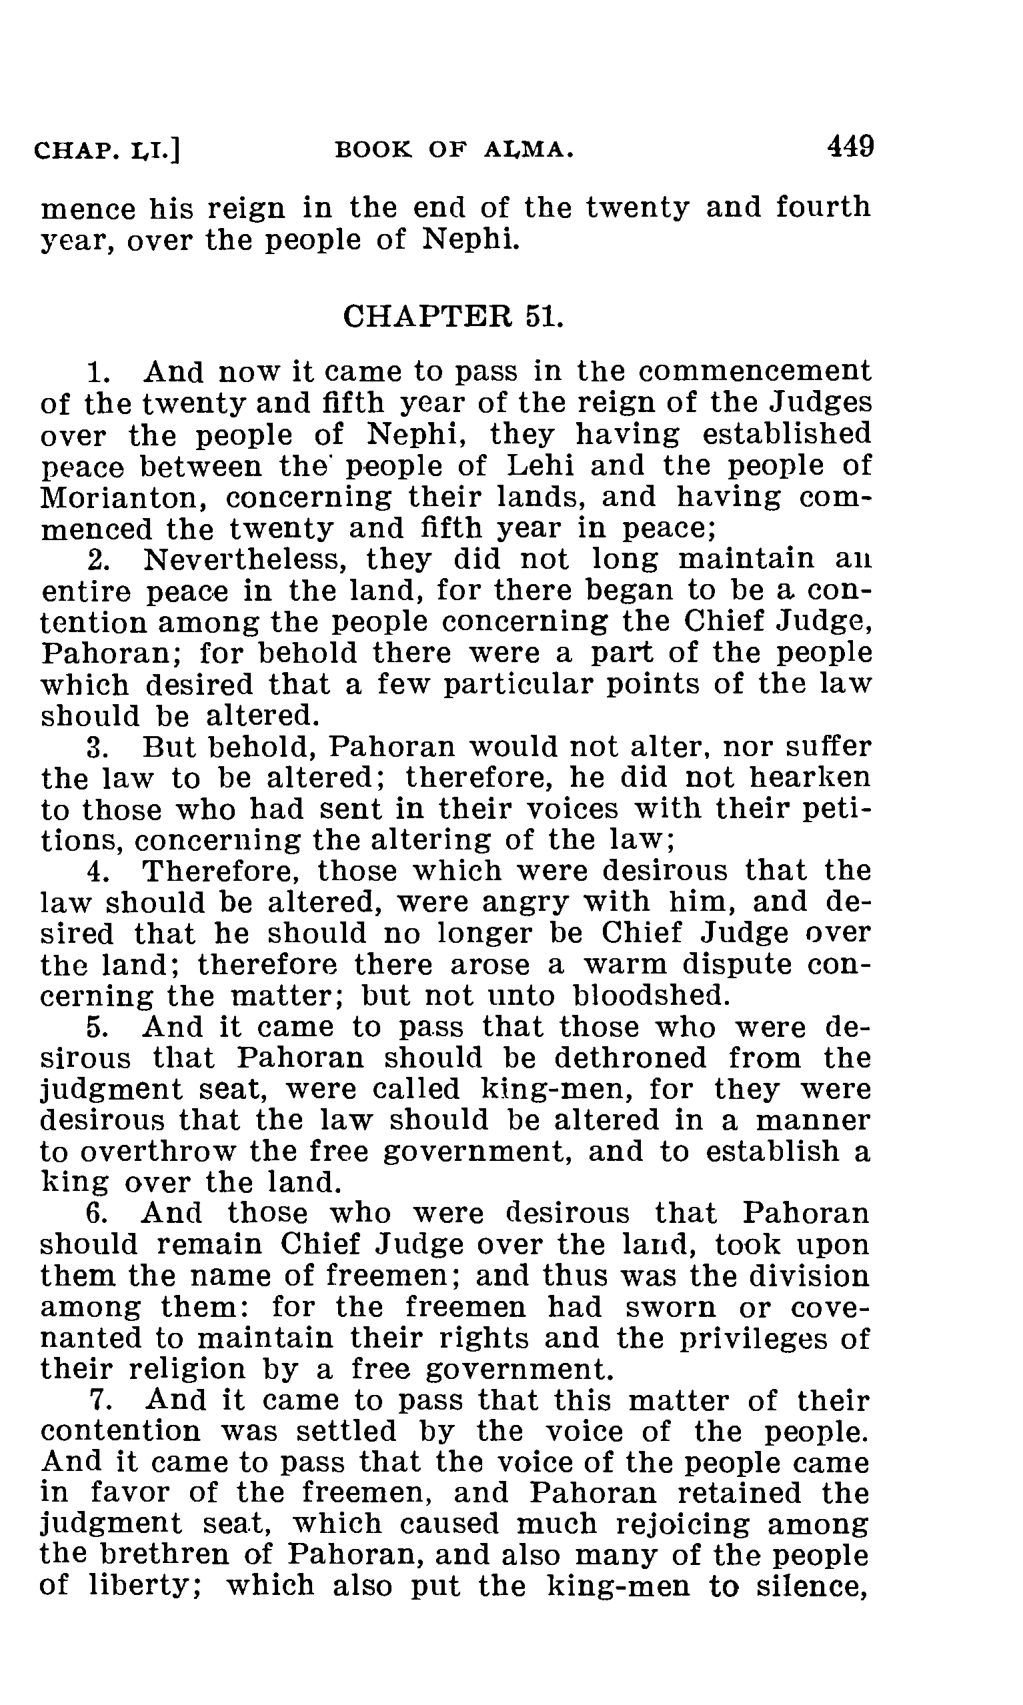 CHAP. LI.] BOOK OF ALMA. 449
mence his reign in the end of the twenty and fourth
year, over the people of Nephi.
CHAPTER 51.
1. And now it came to pass in the commencement
of the twenty and fifth year of the reign of the Judges
over the people of Nephi, they having established
peace between the people of Lehi and the people of
Morianton, concerning their lands, and having com-
menced the twenty and fifth year in peace;
2. Nevertheless, they did not long maintain an
entire peace in the land, for there began to be a con-
tention among the people concerning the Chief Judge,
Pahoran; for behold there were a part of the people
which desired that a few particular points of the law
should be altered.
3. But behold, Pahoran would not alter, nor suffer
the law to be altered; therefore, he did not hearken
to those who had sent in their voices with their peti-
tions, concerning the altering of the law;
4. Therefore, those which were desirous that the
law should be altered, were angry with him, and de-
sired that he should no longer be Chief Judge over
the land; therefore there arose a warm dispute con-
cerning the matter; but not unto bloodshed.
5. And it came to pass that those who were de-
sirous that Pahoran should be dethroned from the
judgment seat, were called king-men, for they were
desirous that the law should be altered in a manner
to overthrow the free government, and to establish a
king over the land.
6. And those who were desirous that Pahoran
should remain Chief Judge over the land, took upon
them the name of freemen; and thus was the division
among them: for the freemen had sworn or cove-
nanted to maintain their rights and the privileges of
their religion by a free government.
7. And it came to pass that this matter of their
contention was settled by the voice of the people.
And it came to pass that the voice of the people came
in favor of the freemen, and Pahoran retained the
judgment seat, which caused much rejoicing among
the brethren of Pahoran, and also many of the people
of liberty; which also put the king-men to silence,